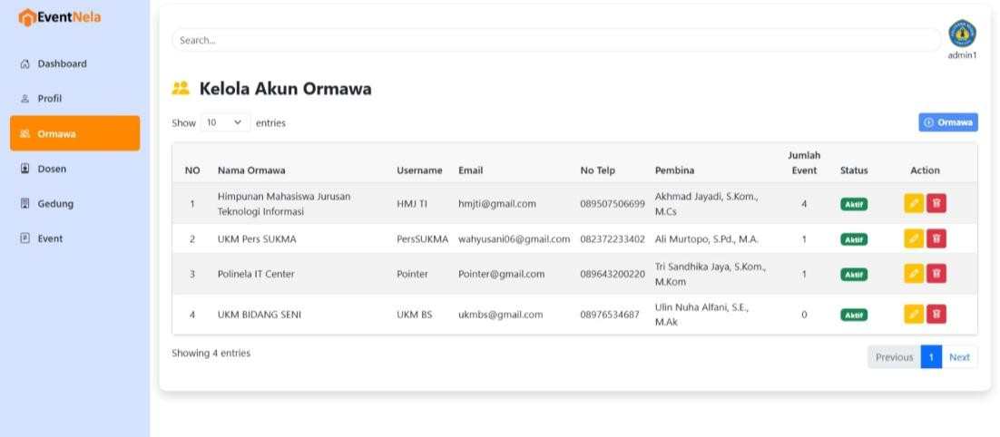 EventNela
Dashboard
Profil
Ormawa
Dosen
Gedung
Event
Search...
admin1
Kelola Akun Ormawa
Show 10 entries
Ormawa
NO Nama Ormawa Username Email No Telp Pembina Jumlah Event Status Action
1 Himpunan Mahasiswa Jurusan Teknologi Informasi HMJ TI hmjti@gmail.com 089507506699 Akhmad Jayadi, S.Kom., M.Cs 4 Aktif
2 UKM Pers SUKMA PersSUKMA wahyusani06@gmail.com 082372233402 Ali Murtopo, S.Pd., M.A. 1 Aktif
3 Polinela IT Center Pointer Pointer@gmail.com 089643200220 Tri Sandhika Jaya, S.Kom., M.Kom 1 Aktif
4 UKM BIDANG SENI UKM BS ukmbs@gmail.com 08976534687 Ulin Nuha Alfani, S.E., M.Ak 0 Aktif
Showing 4 entries
Previous 1 Next